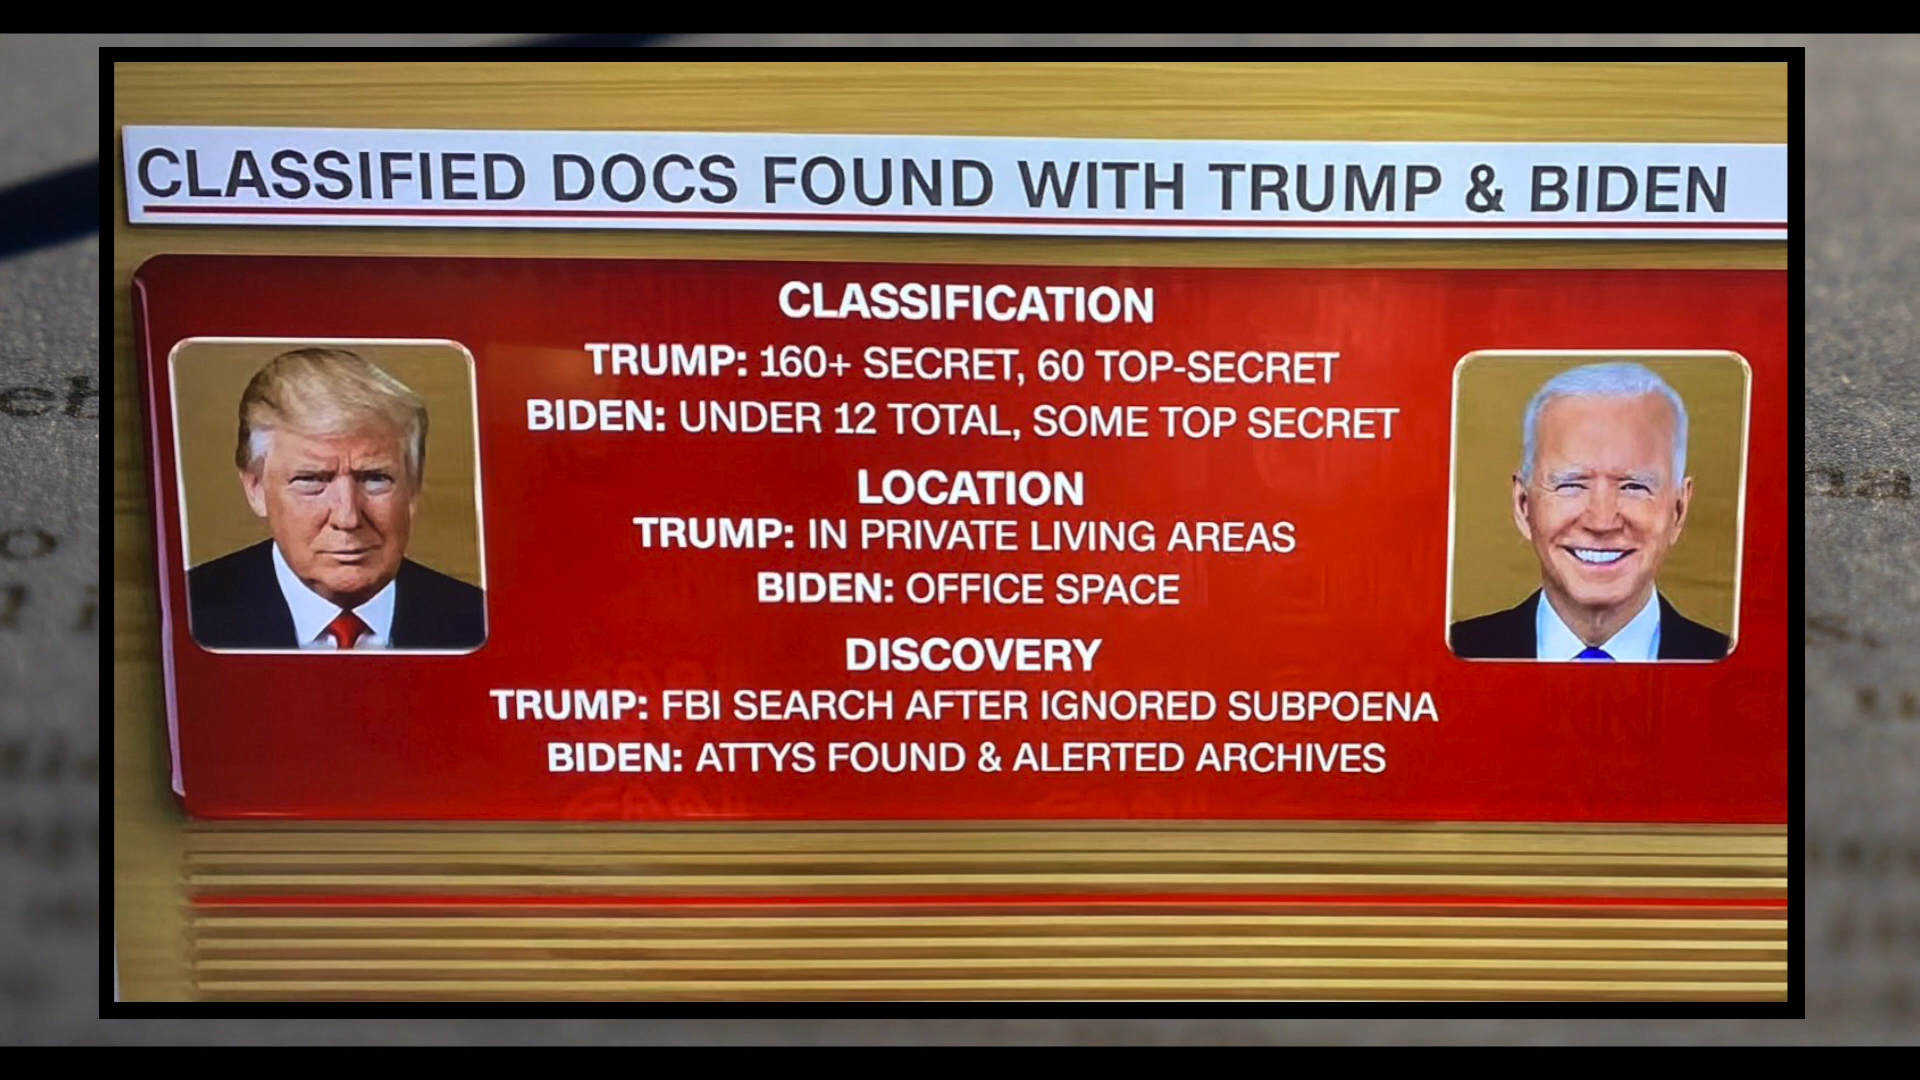 CLASSIFIED DOCS FOUND WITH TRUMP & BIDEN
CLASSIFICATION
TRUMP: 160+ SECRET, 60 TOP-SECRET
BIDEN: UNDER 12 TOTAL, SOME TOP SECRET
LOCATION
TRUMP: IN PRIVATE LIVING AREAS
BIDEN: OFFICE SPACE
DISCOVERY
TRUMP: FBI SEARCH AFTER IGNORED SUBPOENA
BIDEN: ATTYS FOUND & ALERTED ARCHIVES